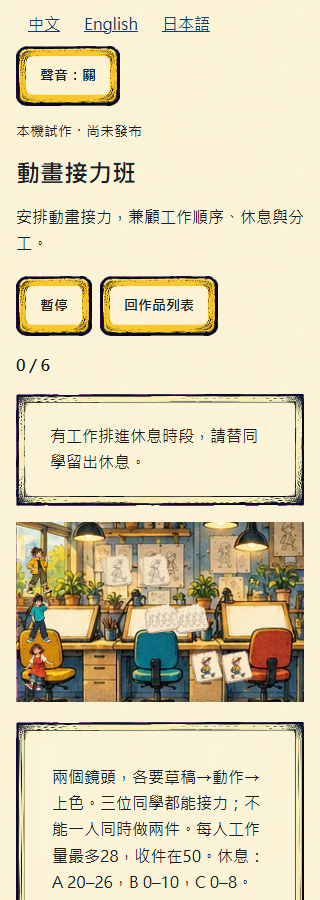 中文 English 日本語
聲音：關
本機試作・尚未發布
動畫接力班
安排動畫接力，兼顧工作順序、休息與分
工。
暫停 回作品列表
0 / 6
有工作排進休息時段，請替同
學留出休息。
兩個鏡頭，各要草稿→動作→
上色。三位同學都能接力；不
能一人同時做兩件。每人工作
量最多28，收件在50。休息：
A 20–26，B 0–10，C 0–8。